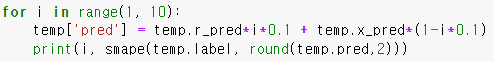 for i in range(1, 10):
    temp['pred'] = temp.r_pred*i*0.1 + temp.x_pred*(1-i*0.1)
    print(i, smape(temp.label, round(temp.pred,2)))